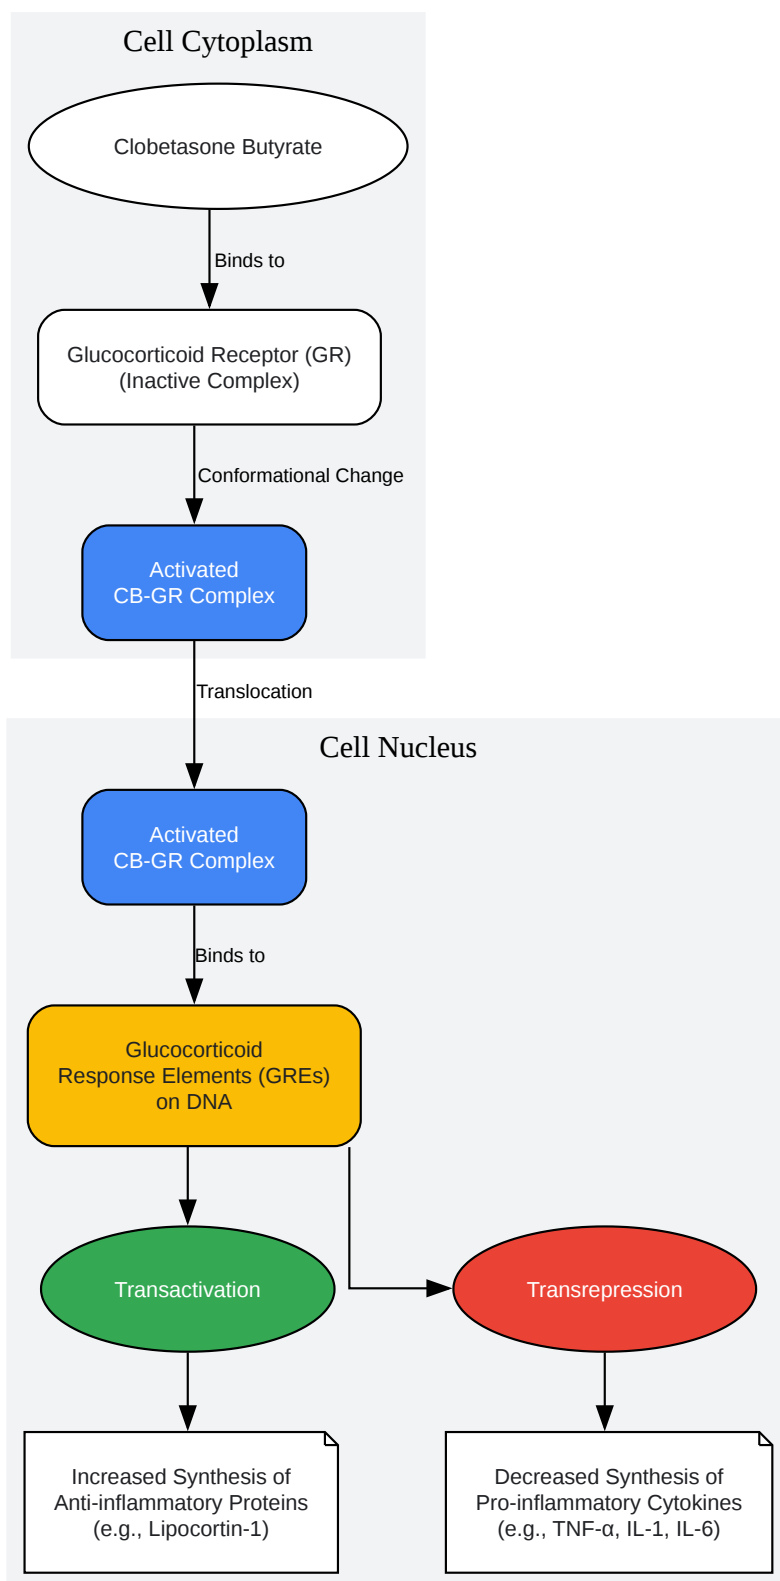 Cell Cytoplasm
Clobetasone Butyrate
Binds to
Glucocorticoid Receptor (GR)
(Inactive Complex)
Conformational Change
Activated
CB-GR Complex
Translocation
Cell Nucleus
Activated
CB-GR Complex
Binds to
Glucocorticoid
Response Elements (GREs)
on DNA
Transactivation
Transrepression
Increased Synthesis of
Anti-inflammatory Proteins
(e.g., Lipocortin-1)
Decreased Synthesis of
Pro-inflammatory Cytokines
(e.g., TNF-α, IL-1, IL-6)